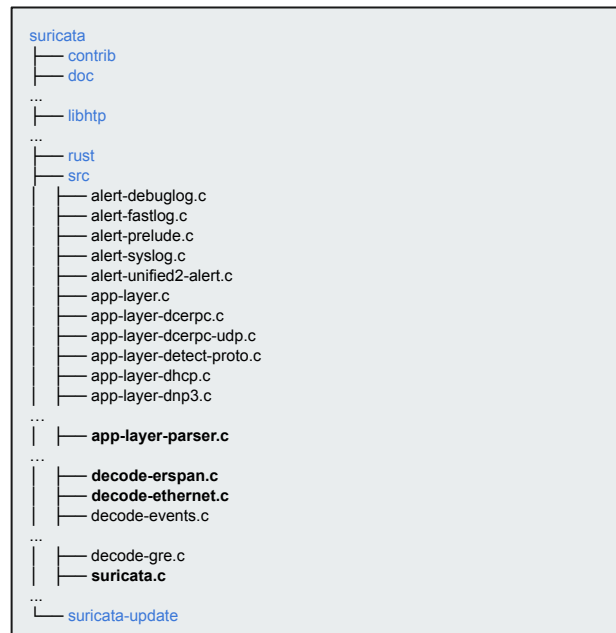 suricata
├── contrib
├── doc
...
├── libhtp
...
├── rust
├── src
│ ├── alert-debuglog.c
│ ├── alert-fastlog.c
│ ├── alert-prelude.c
│ ├── alert-syslog.c
│ ├── alert-unified2-alert.c
│ ├── app-layer.c
│ ├── app-layer-dcerpc.c
│ ├── app-layer-dcerpc-udp.c
│ ├── app-layer-detect-proto.c
│ ├── app-layer-dhcp.c
│ ├── app-layer-dnp3.c
...
│ ├── app-layer-parser.c
...
│ ├── decode-erspan.c
│ ├── decode-ethernet.c
│ ├── decode-events.c
...
│ ├── decode-gre.c
│ ├── suricata.c
...
└── suricata-update